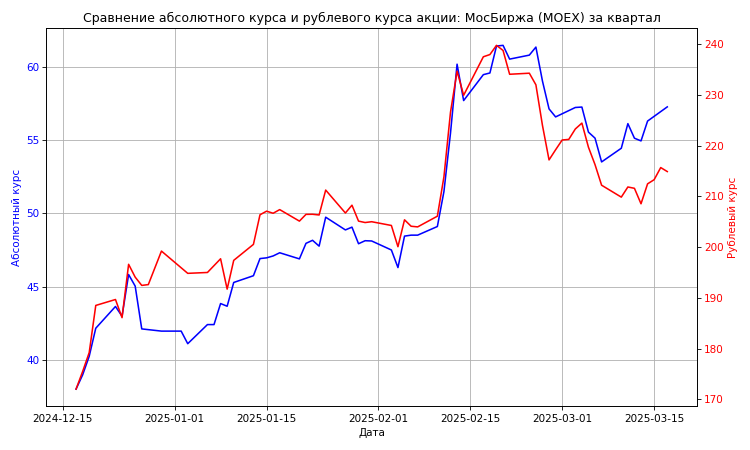 Сравнение абсолютного курса и рублевого курса акции: МосБиржа (MOEX) за квартал
Абсолютный курс
60
55
50
45
40
240
230
220
210
200
190
180
170
Рублевый курс
2024-12-15 2025-01-01 2025-01-15 2025-02-01 2025-02-15 2025-03-01 2025-03-15
Дата